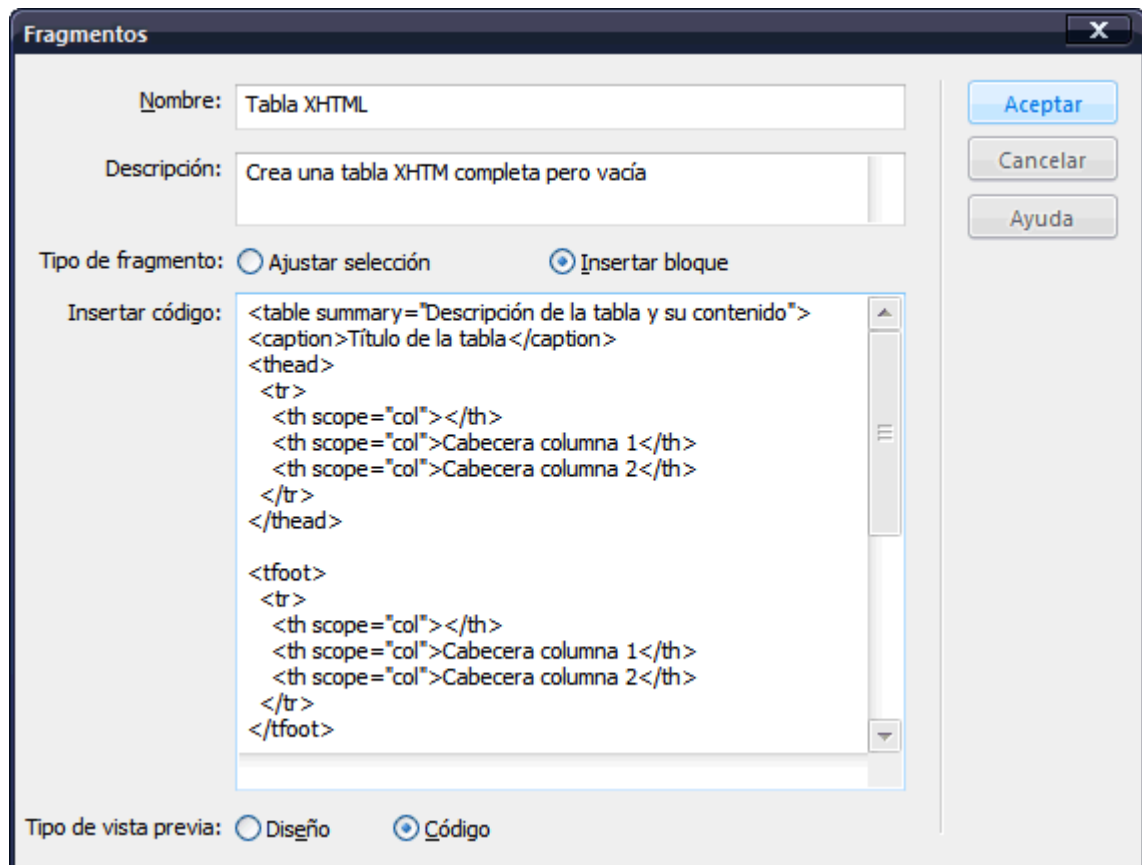 Fragmentos
Nombre: Tabla XHTML
Descripción: Crea una tabla XHTM completa pero vacía
Tipo de fragmento: Ajustar selección Insertar bloque
Insertar código: <table summary="Descripción de la tabla y su contenido">
<caption>Título de la tabla</caption>
<thead>
<tr>
<th scope="col"></th>
<th scope="col">Cabecera columna 1</th>
<th scope="col">Cabecera columna 2</th>
</tr>
</thead>
<tfoot>
<tr>
<th scope="col"></th>
<th scope="col">Cabecera columna 1</th>
<th scope="col">Cabecera columna 2</th>
</tr>
</tfoot>
Tipo de vista previa: Diseño Código
Aceptar
Cancelar
Ayuda